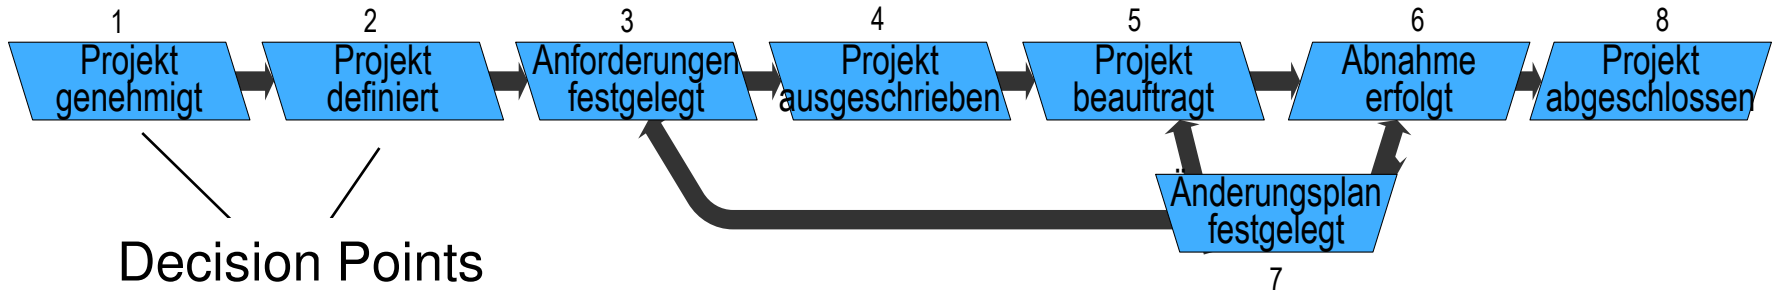 1
Projekt
genehmigt
2
Projekt
definiert
3
Anforderungen
festgelegt
4
Projekt
ausgeschrieben
5
Projekt
beauftragt
6
Abnahme
erfolgt
8
Projekt
abgeschlossen
Änderungsplan
festgelegt
7
Decision Points